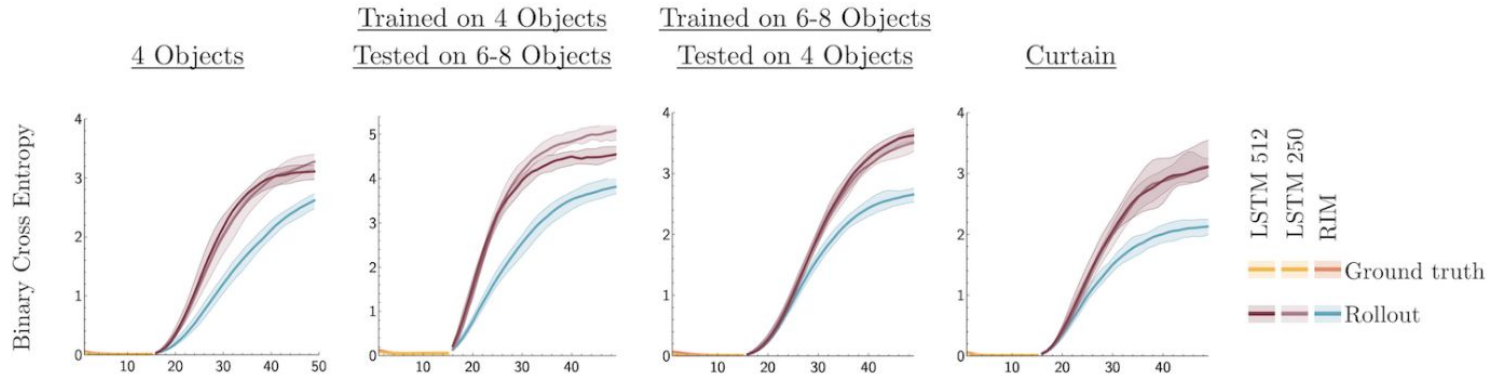 Trained on 4 Objects
Trained on 6-8 Objects
4 Objects
Tested on 6-8 Objects
Tested on 4 Objects
Curtain
Binary Cross Entropy
4
3
2
1
0
10 20 30 40 50
5
4
3
2
1
0
10 20 30 40
4
3
2
1
0
10 20 30 40
4
3
2
1
0
10 20 30 40
LSTM 512
LSTM 250
RIM
Ground truth
Rollout